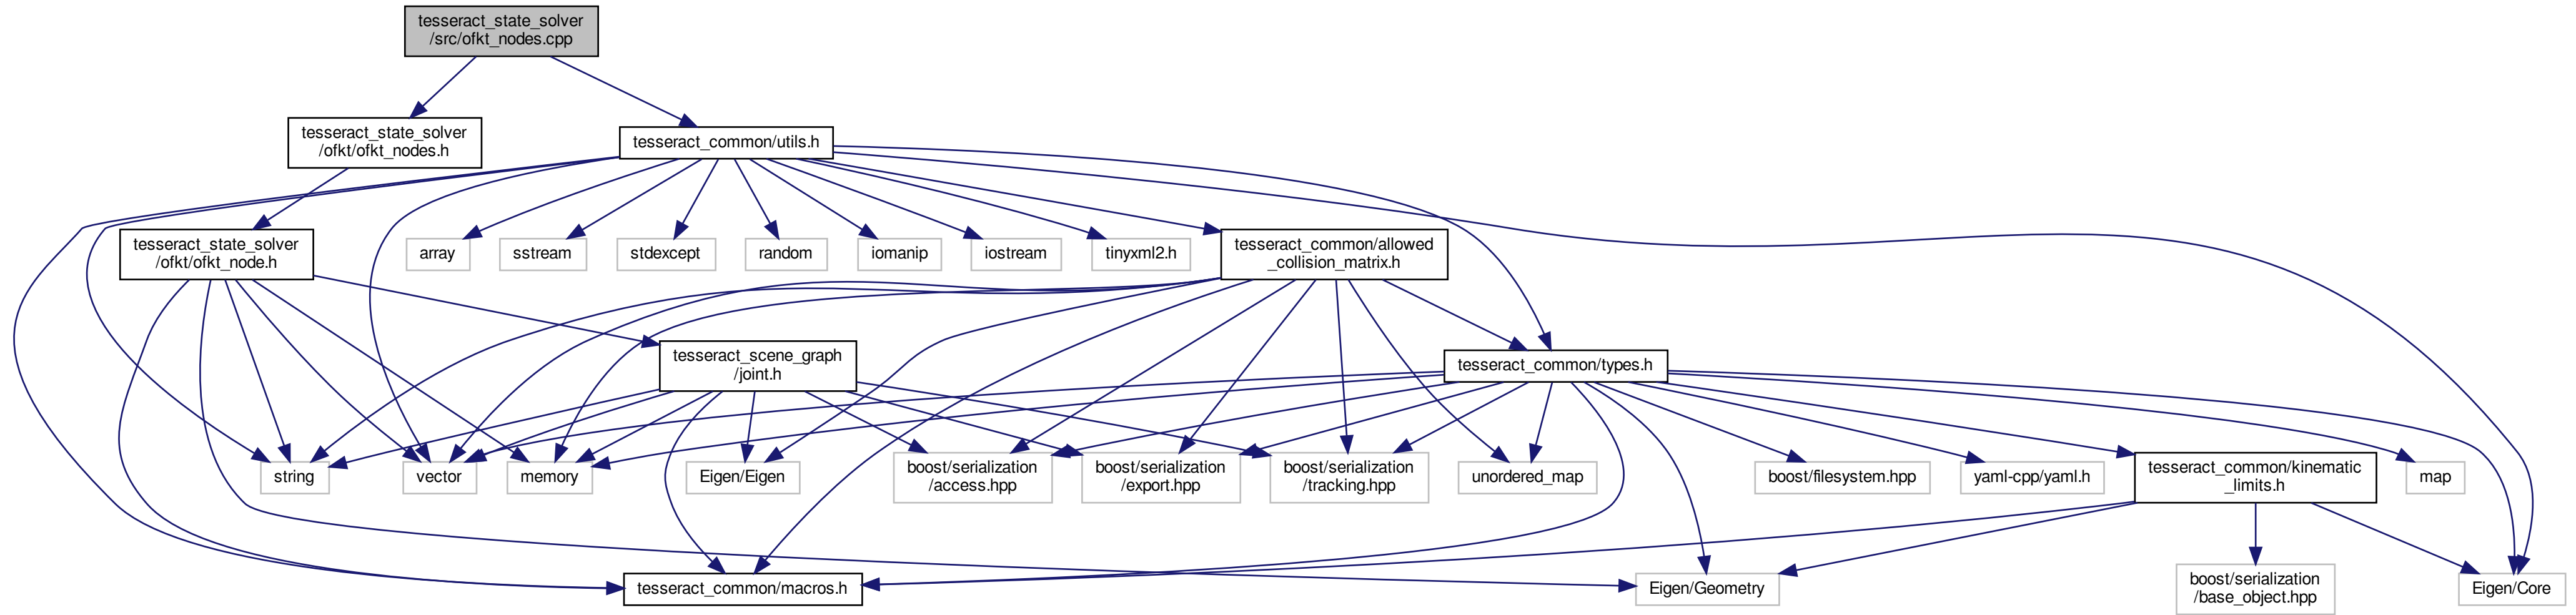 tesseract_state_solver
/src/ofkt_nodes.cpp
tesseract_state_solver
/ofkt/ofkt_nodes.h
tesseract_common/utils.h
tesseract_state_solver
/ofkt/ofkt_node.h
array
sstream
stdexcept
random
iomanip
iostream
tinyxml2.h
tesseract_common/allowed
_collision_matrix.h
tesseract_scene_graph
/joint.h
tesseract_common/types.h
string
vector
memory
Eigen/Eigen
boost/serialization
/access.hpp
boost/serialization
/export.hpp
boost/serialization
/tracking.hpp
unordered_map
boost/filesystem.hpp
yaml-cpp/yaml.h
tesseract_common/kinematic
_limits.h
map
tesseract_common/macros.h
Eigen/Geometry
boost/serialization
/base_object.hpp
Eigen/Core